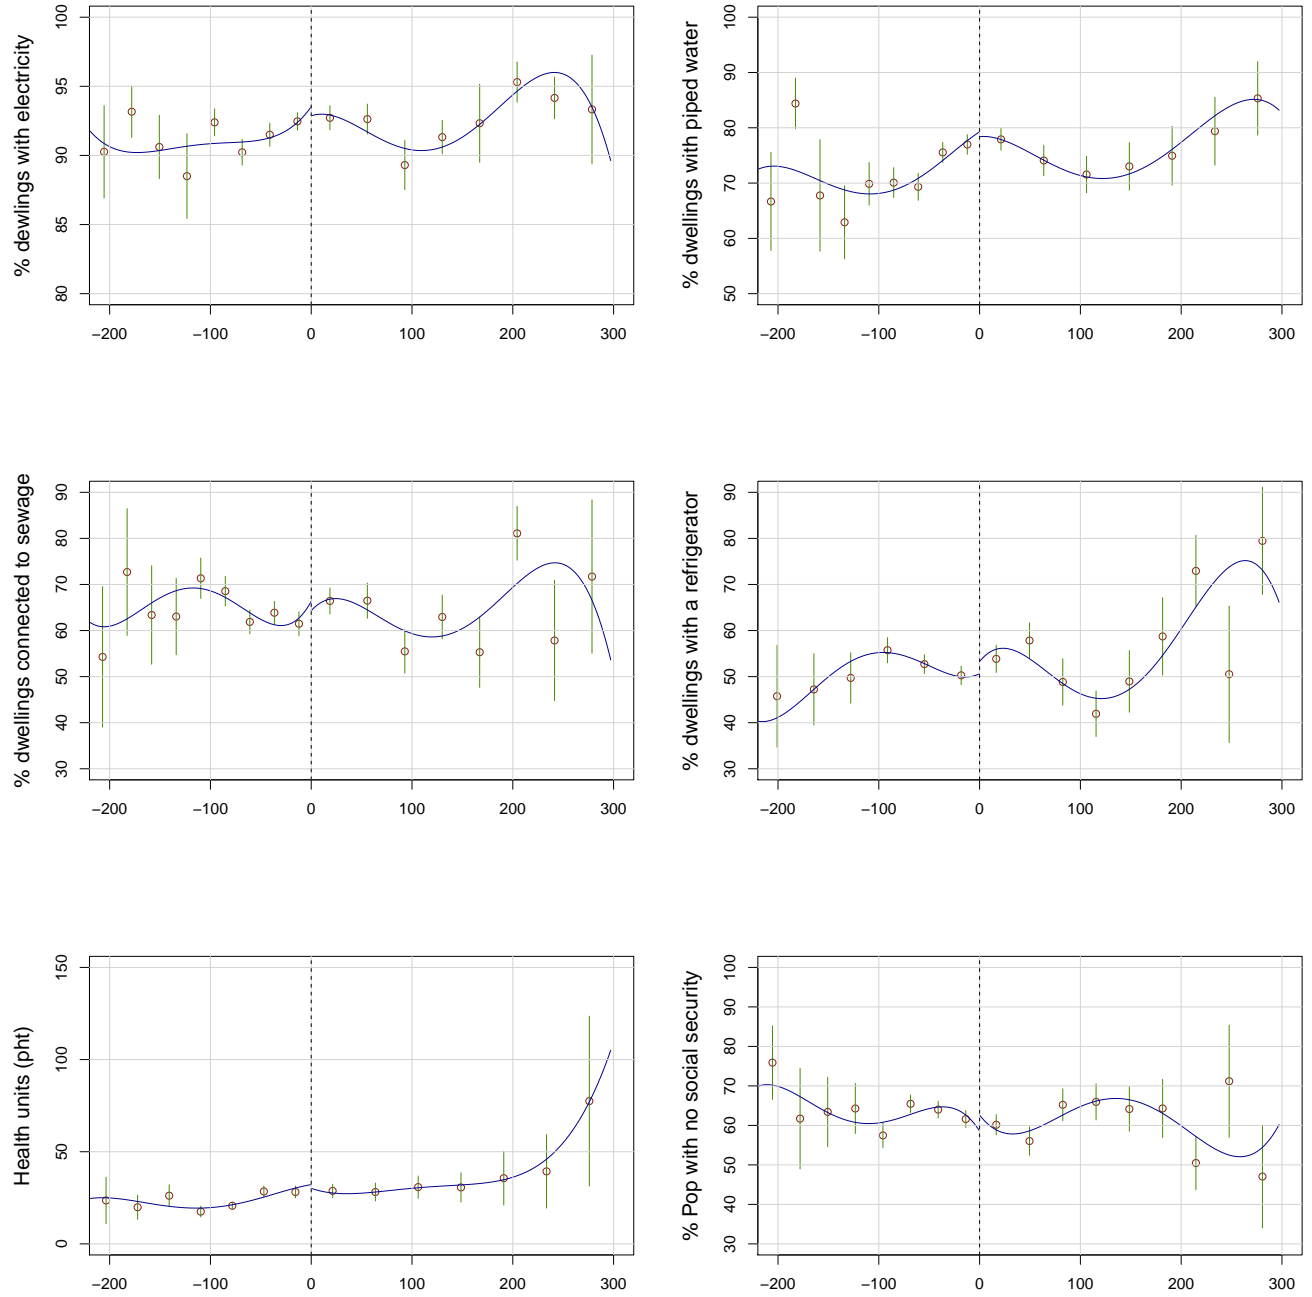 % dewlings with electricity
80 85 90 95 100
−200 −100 0 100 200 300
% dwellings with piped water
50 60 70 80 90 100
−200 −100 0 100 200 300
% dwellings connected to sewage
30 40 50 60 70 80 90
−200 −100 0 100 200 300
% dwellings with a refrigerator
30 40 50 60 70 80 90
−200 −100 0 100 200 300
Health units (pht)
0 50 100 150
−200 −100 0 100 200 300
% Pop with no social security
30 40 50 60 70 80 90 100
−200 −100 0 100 200 300